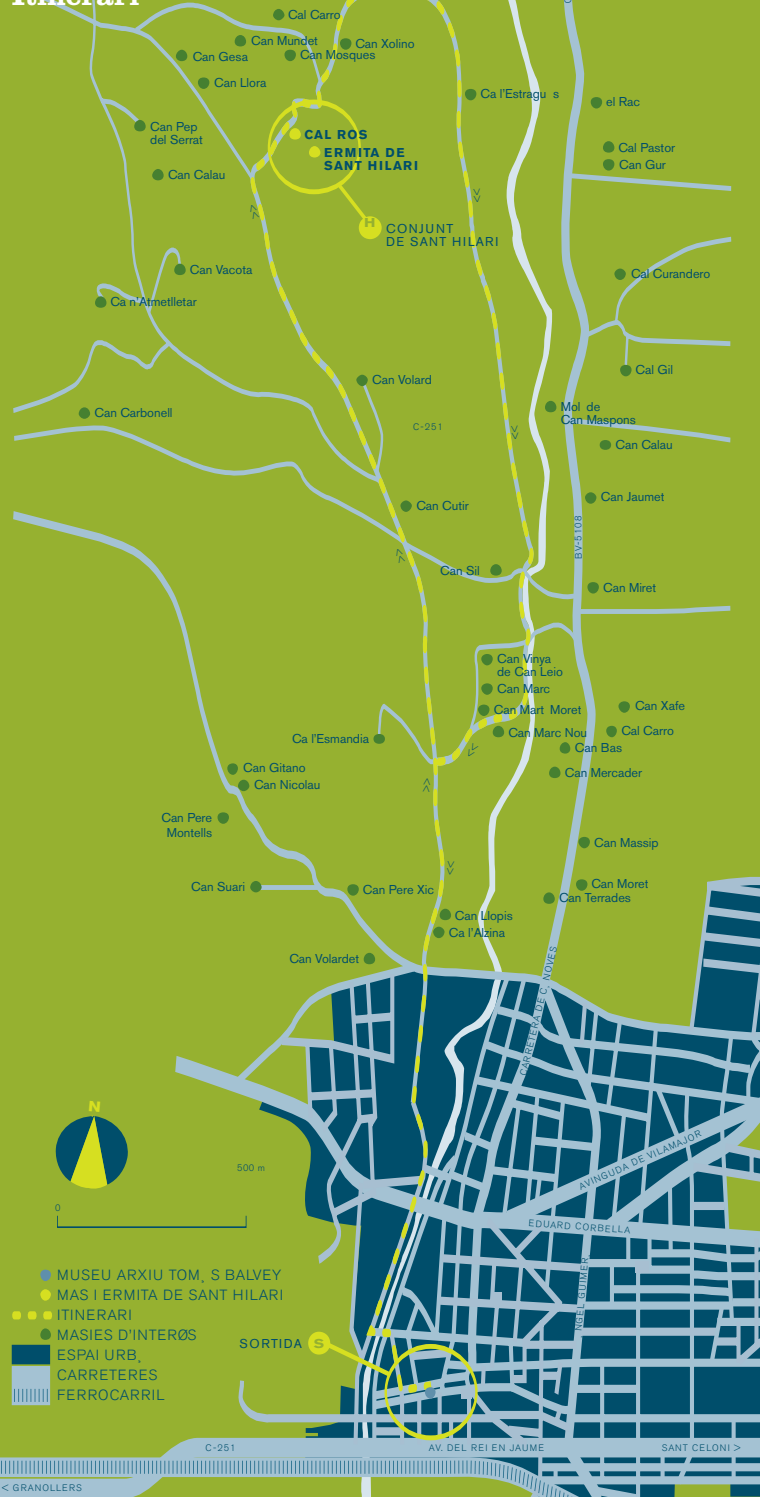 Itinerari
Cal Carro
Can Mundet
Can Xolino
Can Gesa
Can Mosques
Can Llora
Ca l'Estragu s
el Rac
Can Pep
del Serrat
CAL ROS
ERMITA DE
SANT HILARI
Cal Pastor
Can Gur
Can Calau
H
CONJUNT
DE SANT HILARI
Can Vacota
Cal Curandero
Ca n'Atmetlletar
Cal Gil
Can Volard
Can Carbonell
C-251
Mol de
Can Maspons
Can Calau
Can Jaumet
Can Cutir
BV-5108
Can Sil
Can Miret
Can Vinya
de Can Leio
Can Marc
Can Mart Moret
Can Xafe
Can Marc Nou
Cal Carro
Ca l'Esmandia
Can Bas
Can Gitano
Can Mercader
Can Nicolau
Can Pere
Montells
Can Massip
Can Suari
Can Pere Xic
Can Moret
Can Terrades
Can Llopis
Ca l'Alzina
Can Volardet
CARRETERA DE C. NOVES
N
AVINGUDA DE VILAMAJOR
500 m
0
EDUARD CORBELLA
NGEL GUIMER,
MUSEU ARXIU TOM, S BALVEY
MAS I ERMITA DE SANT HILARI
ITINERARI
MASIES D'INTERØS
ESPAI URB,
CARRETERES
FERROCARRIL
SORTIDA
S
C-251
AV. DEL REI EN JAUME
SANT CELONI >
< GRANOLLERS